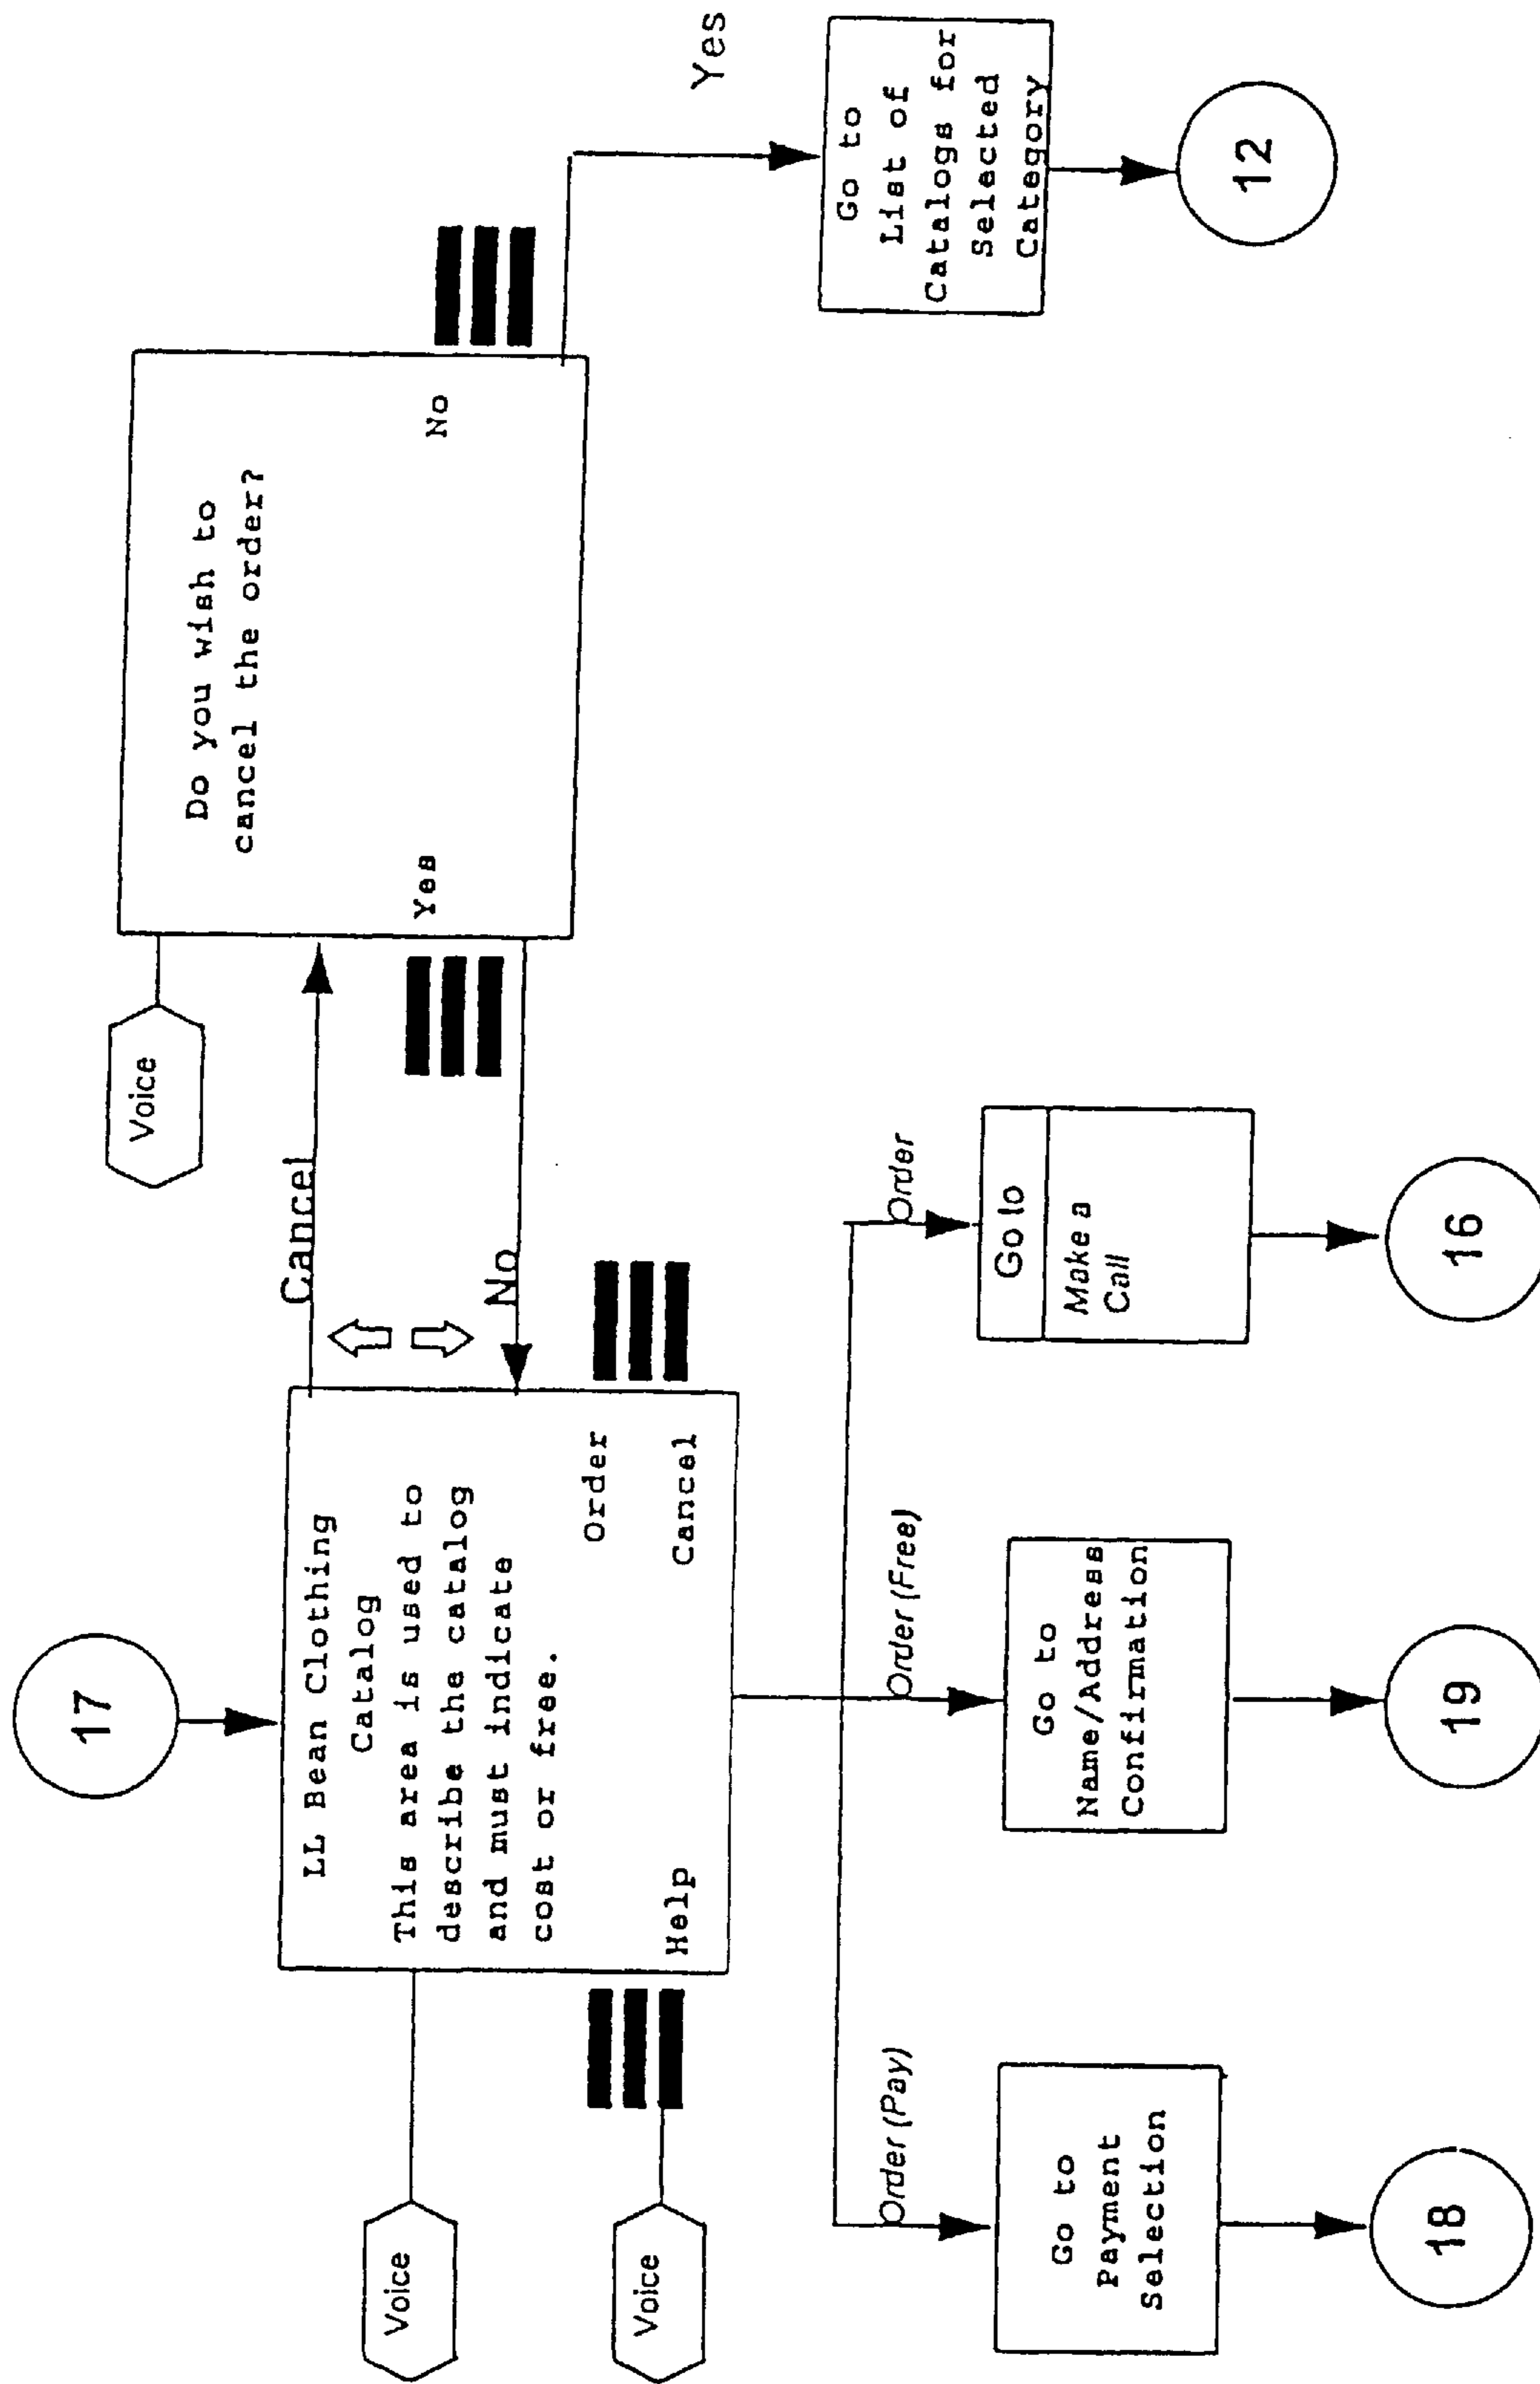 17
Voice
Voice
LL Bean Clothing
Catalog
This area is used to
describe the catalog
and must indicate
cost or free.
Order
Help
Cancel
Cancel
No
Voice
Do you wish to
cancel the order?
Yes
No
Yes
Go to
List of
Catalogs for
Selected
Category
12
Order (Pay)
Go to
Payment
Selection
18
Order (Free)
Go to
Name/Address
Confirmation
19
Order
Go to
Make a
Call
16